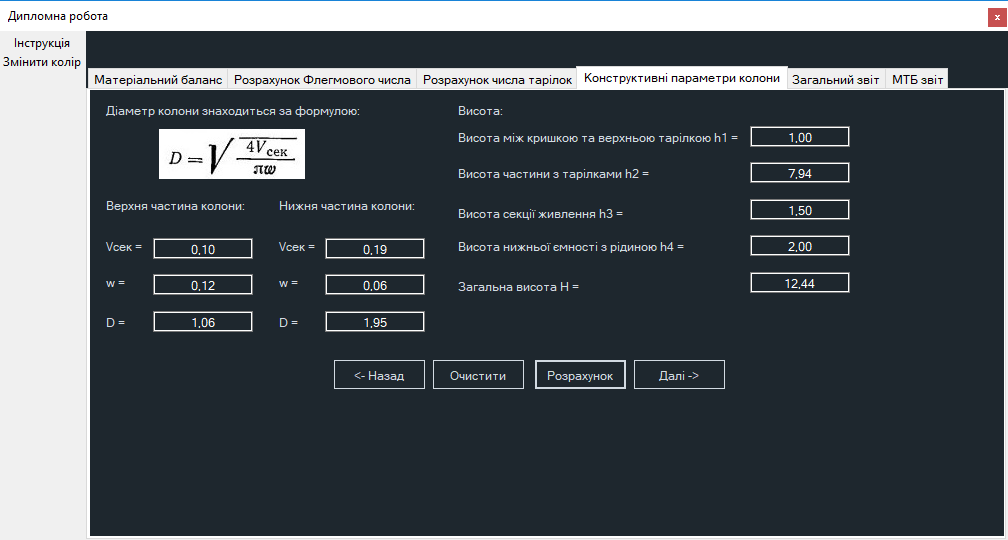 Дипломна робота
x
Інструкція
Змінити колір
Матеріальний баланс
Розрахунок Флегмового числа
Розрахунок числа тарілок
Конструктивні параметри колони
Загальний звіт
МТБ звіт
Діаметр колони знаходиться за формулою:
D = √4Vсек/πw
Верхня частина колони:
Нижня частина колони:
Vсек = 0,10
Vсек = 0,19
w = 0,12
w = 0,06
D = 1,06
D = 1,95
Висота:
Висота між кришкою та верхньою тарілкою h1 = 1,00
Висота частини з тарілками h2 = 7,94
Висота секції живлення h3 = 1,50
Висота нижньої ємності з рідиною h4 = 2,00
Загальна висота H = 12,44
<- Назад
Очистити
Розрахунок
Далі ->